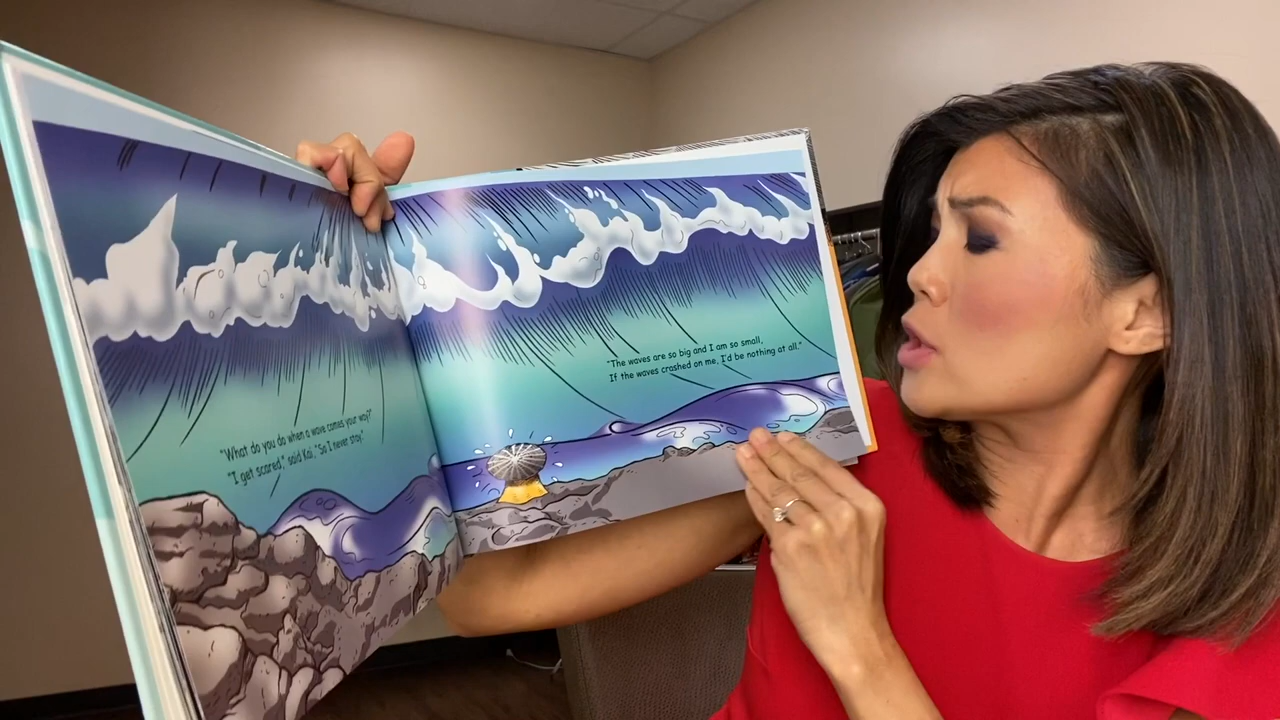 "What do you do when a wave comes your way?"
"I get scared," said Kai, "So I never stay."
"The waves are so big and I am so small,
If the waves crashed on me, I'd be nothing at all."